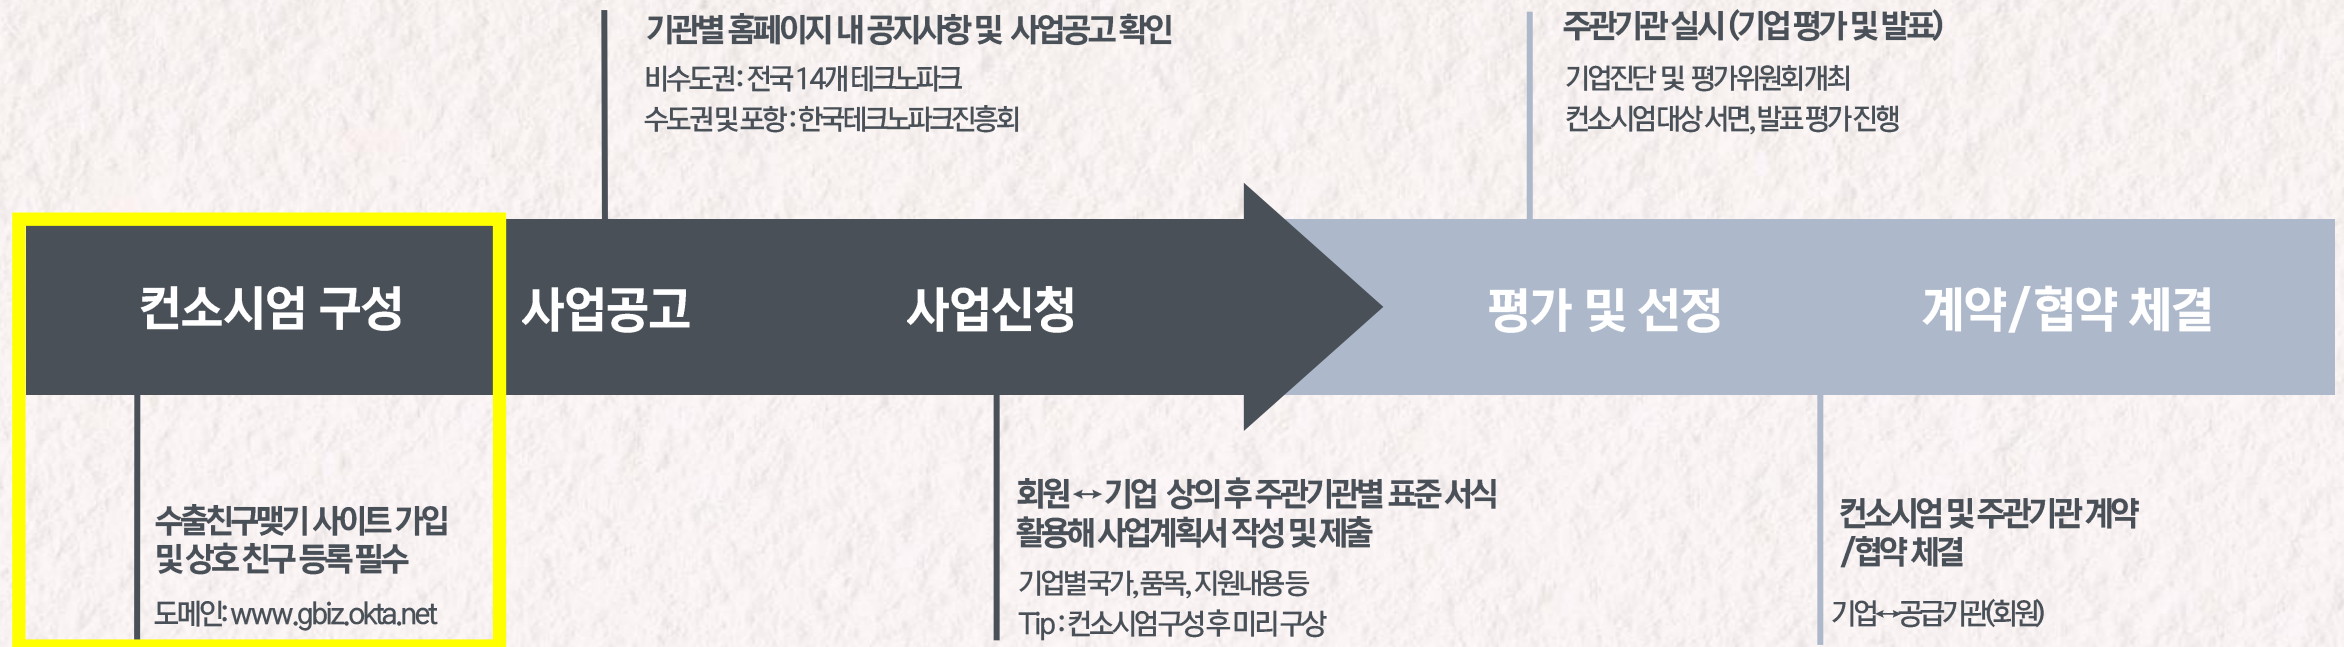 기관별 홈페이지 내 공지사항 및 사업공고 확인
비수도권 : 전국 14개 테크노파크
수도권 및 포항 : 한국테크노파크진흥회
주관기관 실시 (기업 평가 및 발표)
기업진단 및 평가위원회 개최
컨소시엄 대상 서면, 발표 평가 진행
컨소시엄 구성
사업공고
사업신청
평가 및 선정
계약/협약 체결
수출친구맺기 사이트 가입
및 상호 친구 등록 필수
도메인: www.gbiz.okta.net
회원↔기업 상의 후 주관기관별 표준 서식
활용해 사업계획서 작성 및 제출
기업별 국가, 품목, 지원내용 등
Tip : 컨소시엄 구성 후 미리 구상
컨소시엄 및 주관기관 계약
/협약 체결
기업↔공급기관(회원)